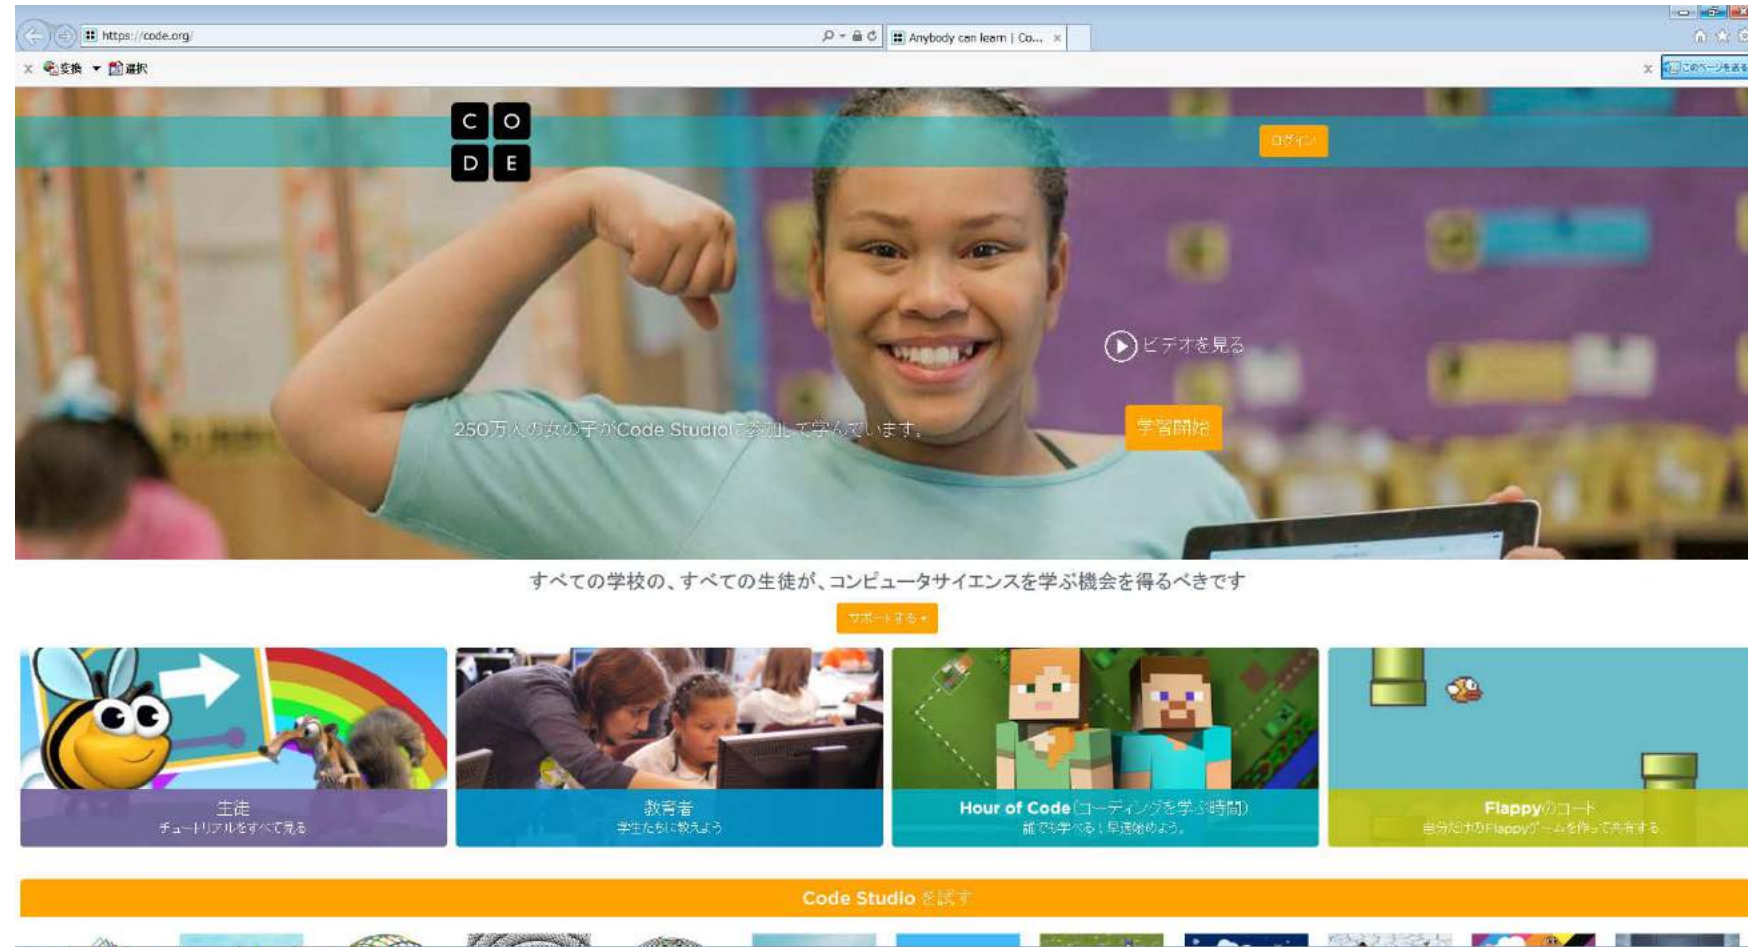 https://code.org/
Anybody can learn | Co...
変換
選択
このページを送る
C O
D E
ログイン
ビデオを見る
250万人の女の子がCode Studioに参加して学んでいます。
学習開始
すべての学校の、すべての生徒が、コンピュータサイエンスを学ぶ機会を得るべきです
サポートする
生徒
チュートリアルをすべて見る
教育者
学生たちに教えよう
Hour of Code(コーディングを学ぶ時間)
誰でも学べる!早速始めよう。
Flappyのコード
自分だけのFlappyゲームを作って共有する
Code Studio を試す